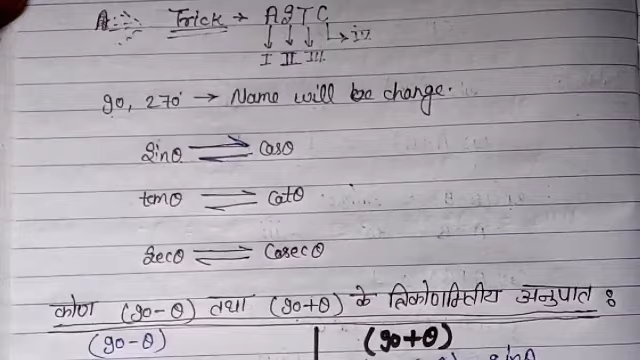 Trick → A S T C
I II III iv
90, 270° → Name will be change.
Sinθ ⇌ Cosθ
tanθ ⇌ Cotθ
Secθ ⇌ Cosecθ
कोण (90-θ) तथा (90+θ) के त्रिकोणमितीय अनुपात :
(90-θ) (90+θ)